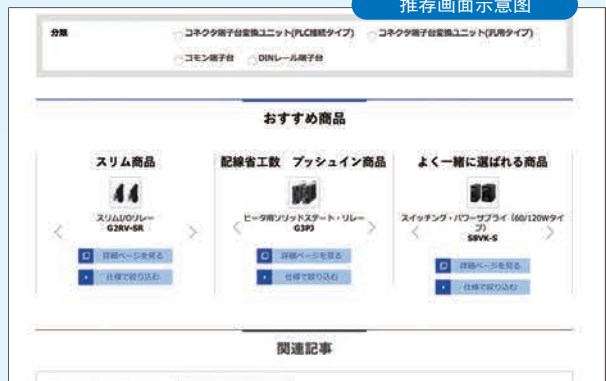 推荐画面示意图
分類
コネクタ端子台変換ユニット(PLC接続タイプ) コネクタ端子台変換ユニット(汎用タイプ)
コモン端子台 DINレール端子台
おすすめ商品
スリム商品
スリムI/Oリレー
G2RV-SR
詳細ページを見る
仕様で絞り込む
配線省工数 プッシュイン商品
ヒータ用ソリッドステート・リレー
G3PJ
詳細ページを見る
仕様で絞り込む
よく一緒に選ばれる商品
スイッチング・パワーサプライ (60/120Wタイ
プ)
S8VK-S
詳細ページを見る
仕様で絞り込む
関連記事